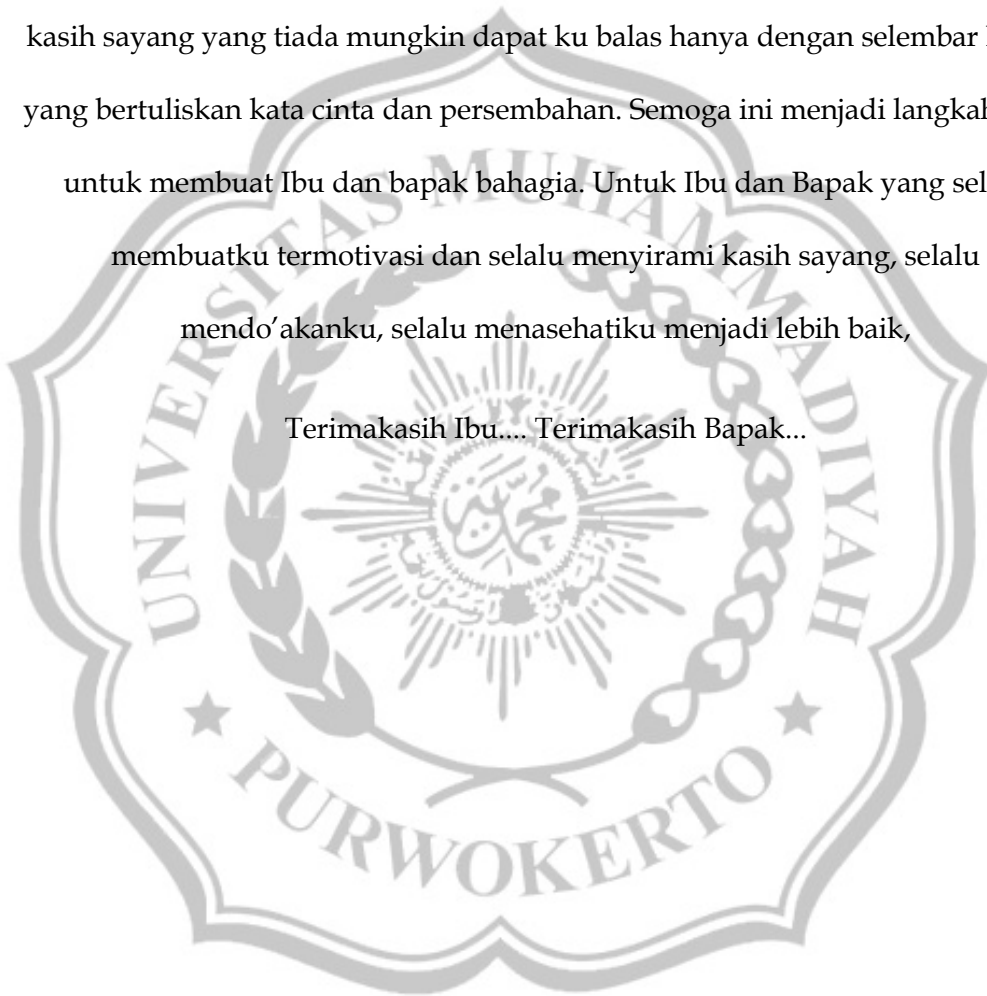 kasih sayang yang tiada mungkin dapat ku balas hanya dengan selembar
yang bertuliskan kata cinta dan persembahan. Semoga ini menjadi langkah
untuk membuat Ibu dan bapak bahagia. Untuk Ibu dan Bapak yang
membuatku termotivasi dan selalu menyirami kasih sayang, selalu
mendo’akanku, selalu menasehatiku menjadi lebih baik,
Terimakasih Ibu.... Terimakasih Bapak...
UNIVERSITAS MUHAMMADIYAH
PURWOKERTO